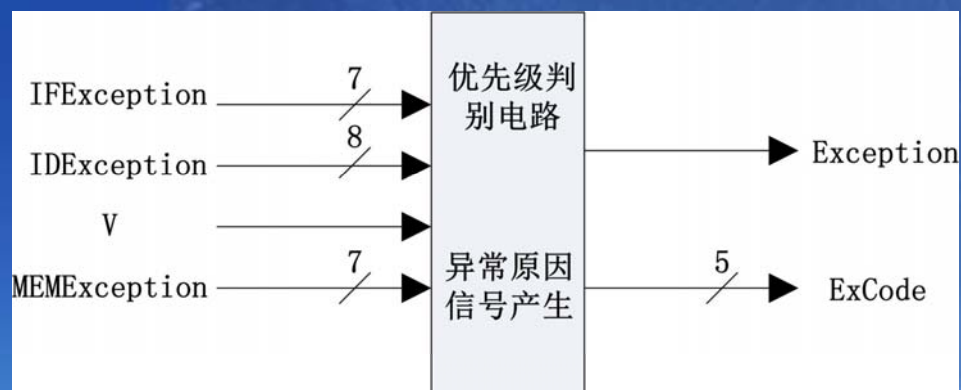 IFException
7
IDException
8
V
MEMException
7
优先级判
别电路
异常原因
信号产生
Exception
5
ExCode